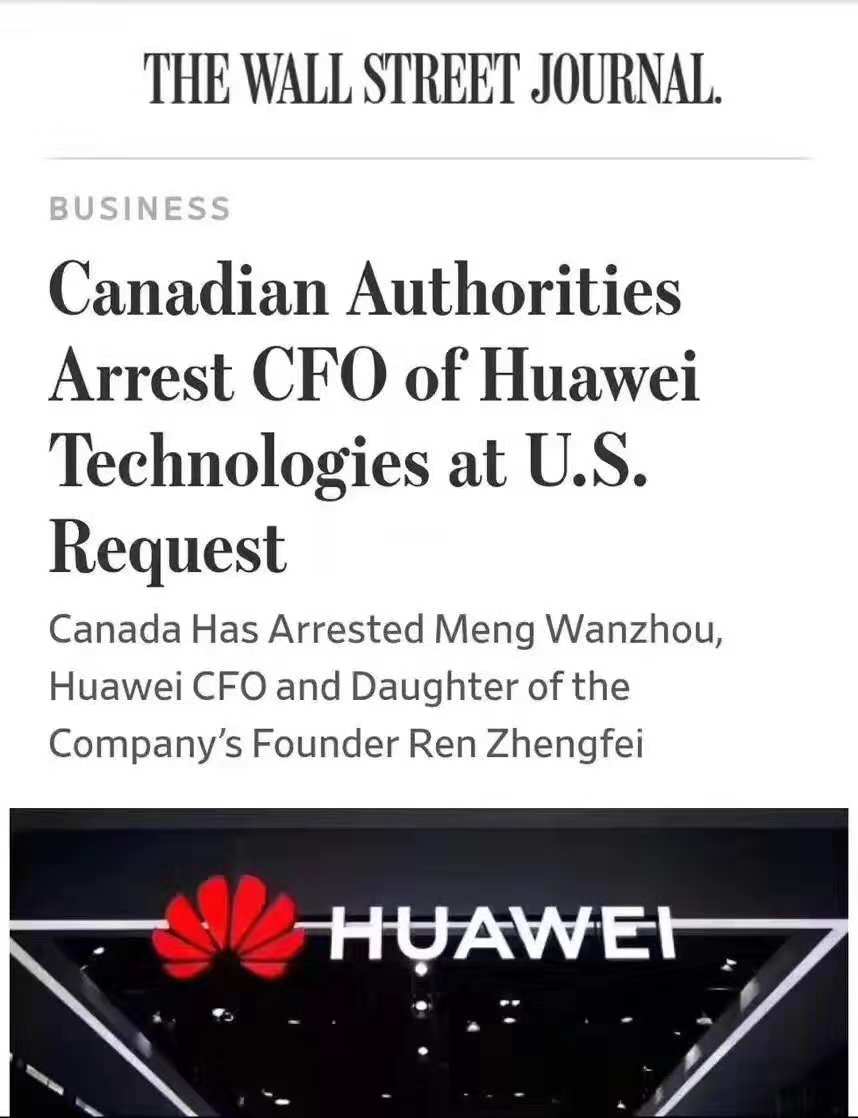 THE WALL STREET JOURNAL.
BUSINESS
Canadian Authorities
Arrest CFO of Huawei
Technologies at U.S.
Request
Canada Has Arrested Meng Wanzhou,
Huawei CFO and Daughter of the
Company’s Founder Ren Zhengfei
HUAWEI